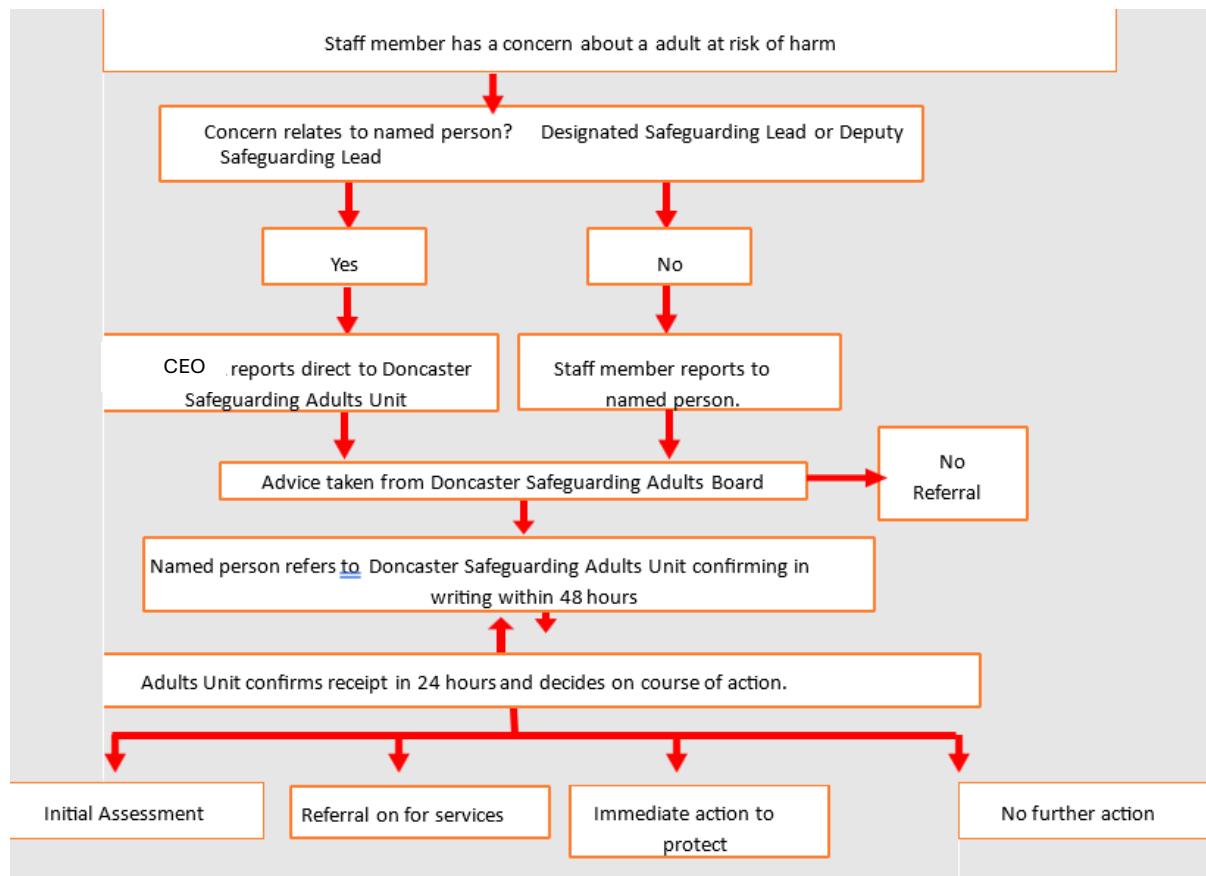 Staff member has a concern about a adult at risk of harm
Concern relates to named person? Designated Safeguarding Lead or Deputy
Safeguarding Lead
Yes
No
CEO reports direct to Doncaster
Safeguarding Adults Unit
Staff member reports to
named person.
Advice taken from Doncaster Safeguarding Adults Board
No
Referral
Named person refers to Doncaster Safeguarding Adults Unit confirming in
writing within 48 hours
Adults Unit confirms receipt in 24 hours and decides on course of action.
Initial Assessment
Referral on for services
Immediate action to
protect
No further action